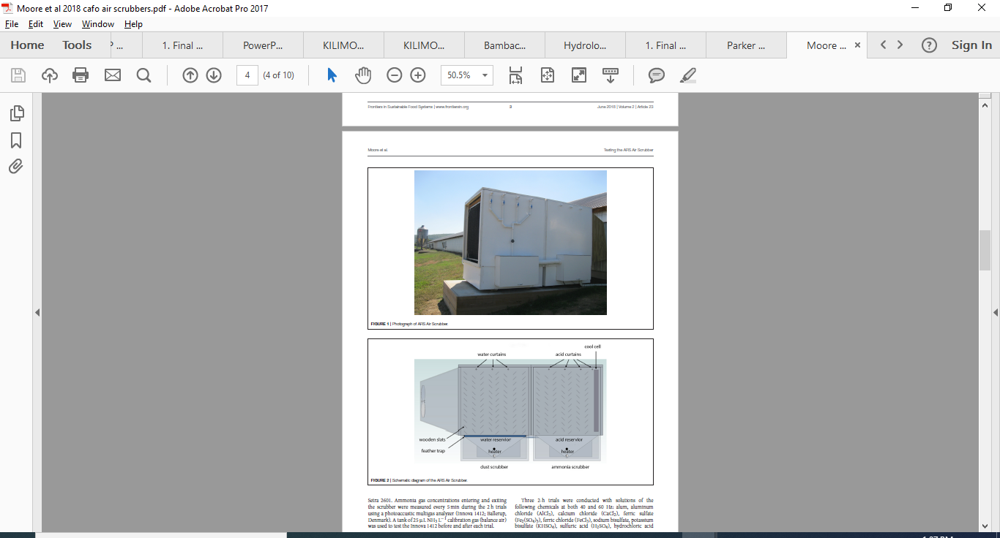 Moore et al 2018 cafo air scrubbers.pdf - Adobe Acrobat Pro 2017
File Edit View Window Help
Home Tools ? ... 1. Final ... PowerP... KILIMO... KILIMO... Bambac... Hydrolo... 1. Final ... Parker ... Moore ... × Sign In
4 (4 of 10) 50.5%
Frontiers in Sustainable Food Systems | www.frontiersin.org 3 June 2018 | Volume 2 | Article 23
Moore et al. Testing the ARS Air Scrubber
FIGURE 1 | Photograph of ARS Air Scrubber.
cool cell
water curtains acid curtains
wooden slats water reservior acid reservior
feather trap heater heater
dust scrubber ammonia scrubber
FIGURE 2 | Schematic diagram of the ARS Air Scrubber.
Setra 2601. Ammonia gas concentrations entering and exiting
the scrubber were measured every 5 min during the 2 h trials
using a photoaccustic multigas analyzer (Innova 1412; Ballerup,
Denmark). A tank of 25 μL NH₃ L⁻¹ calibration gas (balance air)
was used to test the Innova 1412 before and after each trial.
Three 2-h trials were conducted with solutions of the
following chemicals at both 40 and 60 Hz: alum, aluminum
chloride (AlCl₃), calcium chloride (CaCl₂), ferric sulfate
(Fe₂(SO₄)₃), ferric chloride (FeCl₃), sodium bisulfate, potassium
bisulfate (KHSO₄), sulfuric acid (H₂SO₄), hydrochloric acid